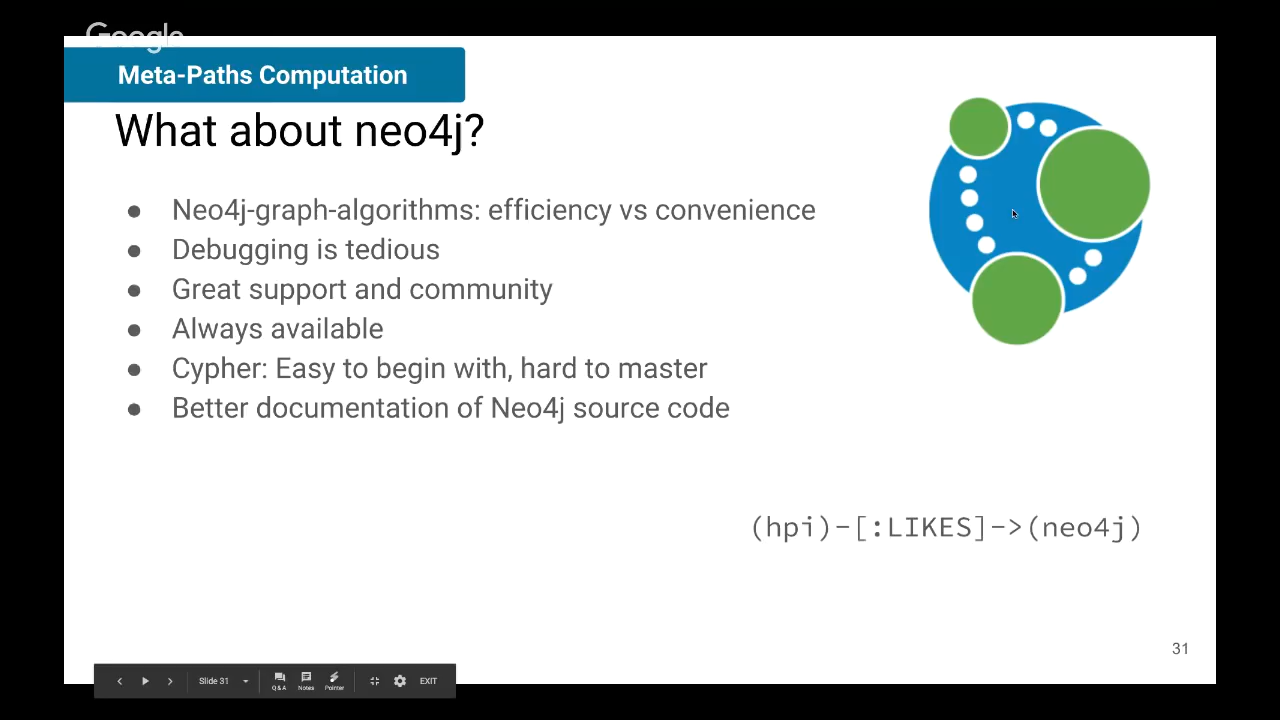 Google
Meta-Paths Computation
What about neo4j?
● Neo4j-graph-algorithms: efficiency vs convenience
● Debugging is tedious
● Great support and community
● Always available
● Cypher: Easy to begin with, hard to master
● Better documentation of Neo4j source code
(hpi)-[:LIKES]->(neo4j)
31
Slide 31 Q&A Notes Pointer EXIT